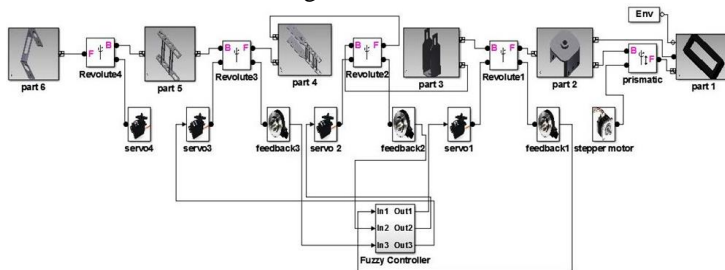 Env
B F
part 6
F B
Revolute4
part 5
B F
Revolute3
part 4
B F
Revolute2
part 3
B F
Revolute1
part 2
B F
prismatic
part 1
servo4
servo3
feedback3
servo 2
feedback2
servo1
feedback1
stepper motor
In1 Out1
In2 Out2
In3 Out3
Fuzzy Controller